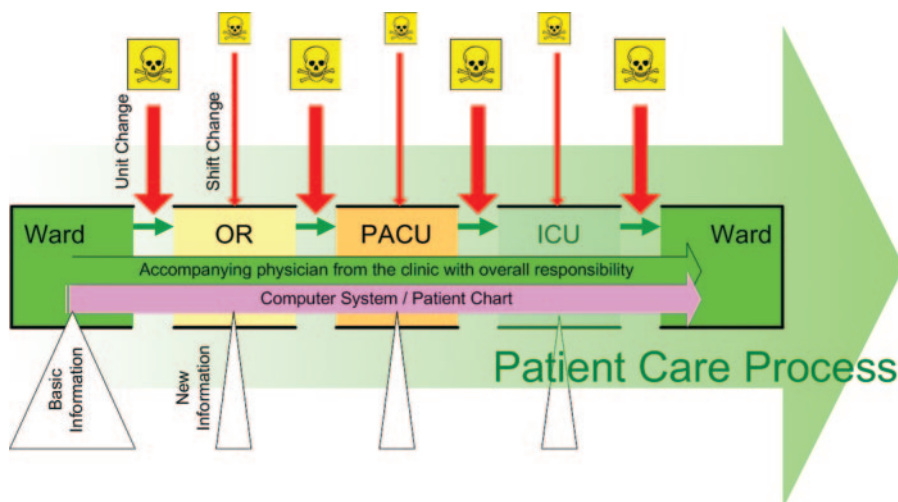 Unit Change
Shift Change
Ward
OR
PACU
ICU
Ward
Accompanying physician from the clinic with overall responsibility
Computer System / Patient Chart
Basic
Information
New
Information
Patient Care Process